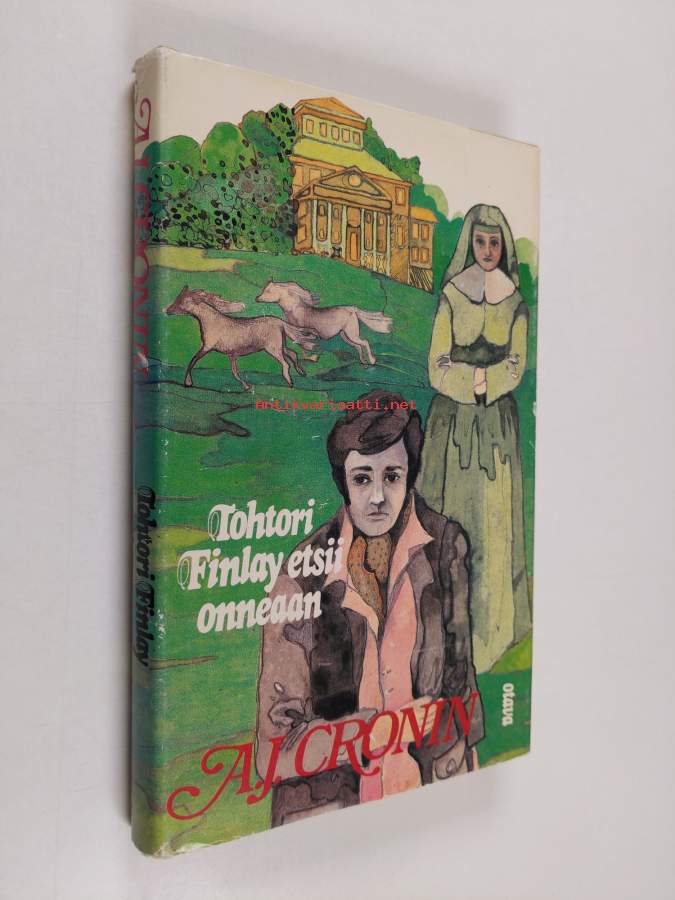 A.J. CRONIN
Tohtori Finlay
Antikvariaatti.net
Tohtori
Finlay etsii
onneaan
A.J. CRONIN
otava